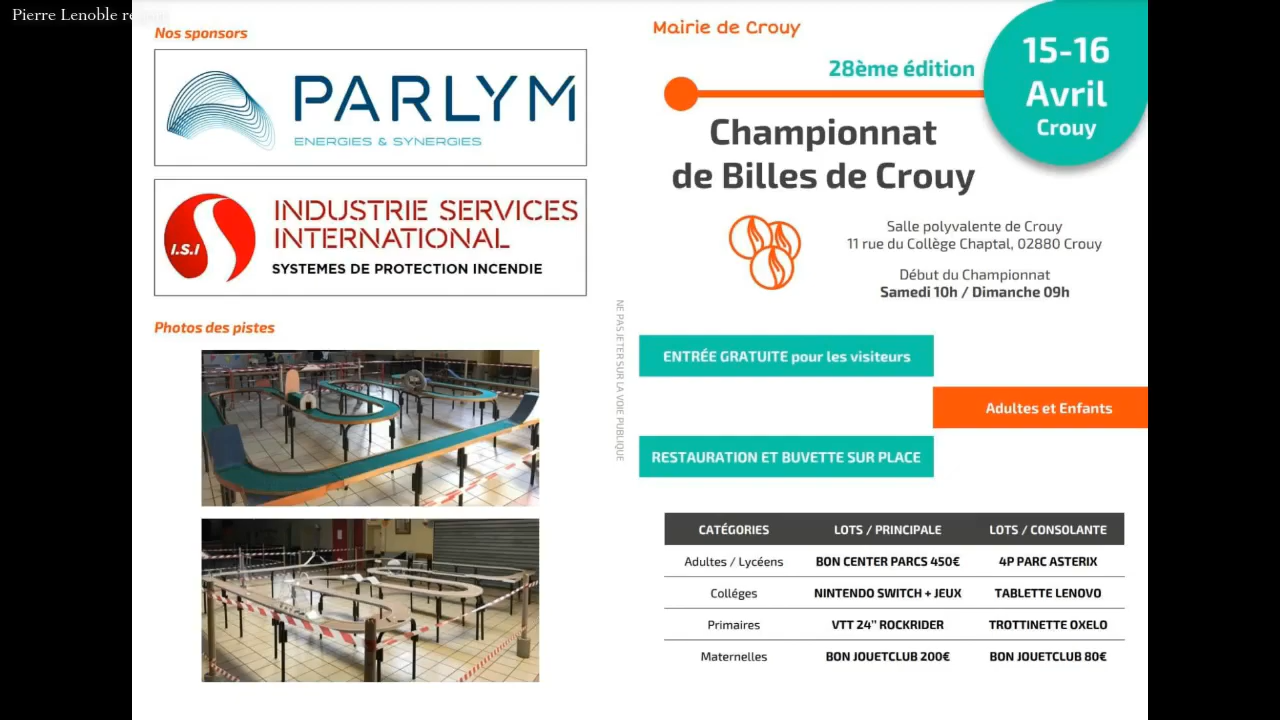 Pierre Lenoble
Nos sponsors
PARLYM
ENERGIES & SYNERGIES
I.S.I
INDUSTRIE SERVICES
INTERNATIONAL
SYSTEMES DE PROTECTION INCENDIE
Photos des pistes
NE PAS JETER SUR LA VOIE PUBLIQUE
Mairie de Crouy
28ème édition
15-16
Avril
Crouy
Championnat
de Billes de Crouy
Salle polyvalente de Crouy
11 rue du Collège Chaptal, 02880 Crouy
Début du Championnat
Samedi 10h / Dimanche 09h
ENTRÉE GRATUITE pour les visiteurs
Adultes et Enfants
RESTAURATION ET BUVETTE SUR PLACE
CATÉGORIES LOTS / PRINCIPALE LOTS / CONSOLANTE
Adultes / Lycéens BON CENTER PARCS 450€ 4P PARC ASTERIX
Colléges NINTENDO SWITCH + JEUX TABLETTE LENOVO
Primaires VTT 24’’ ROCKRIDER TROTTINETTE OXELO
Maternelles BON JOUETCLUB 200€ BON JOUETCLUB 80€